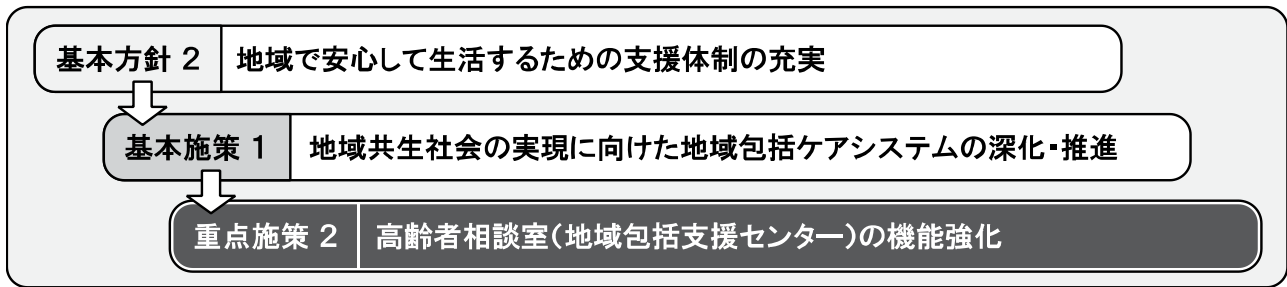 基本方針 2 地域で安心して生活するための支援体制の充実
基本施策 1 地域共生社会の実現に向けた地域包括ケアシステムの深化・推進
重点施策 2 高齢者相談室(地域包括支援センター)の機能強化